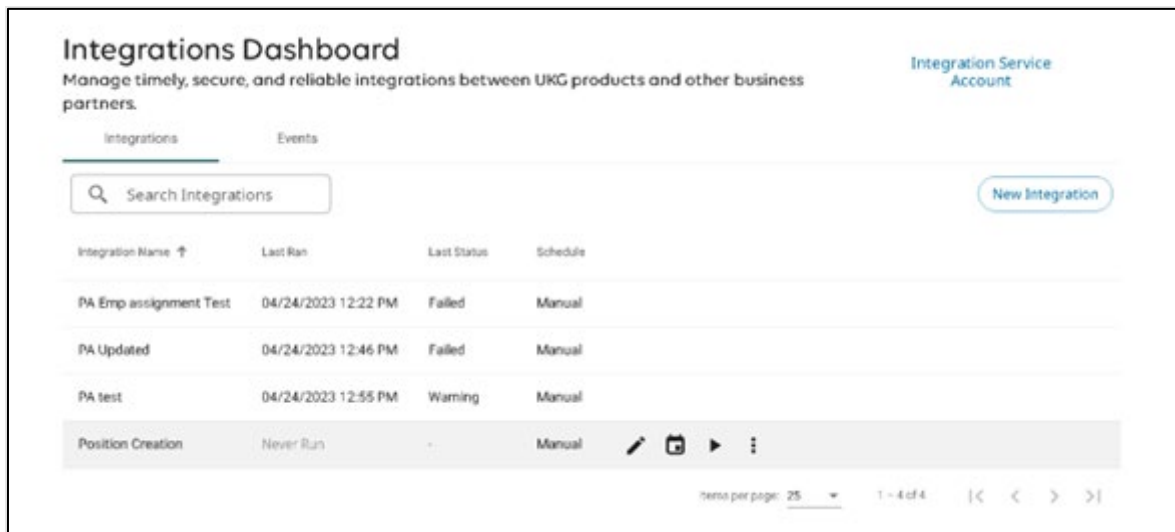 Integrations Dashboard
Manage timely, secure, and reliable integrations between UKG products and other business
partners.
Integration Service
Account
Integrations Events
Search Integrations
New Integration
Integration Name Last Ran Last Status Schedule
PA Emp assignment Test 04/24/2023 12:22 PM Failed Manual
PA Updated 04/24/2023 12:46 PM Failed Manual
PA test 04/24/2023 12:55 PM Warning Manual
Position Creation Never Run - Manual
Items per page: 25 1 – 4 of 4